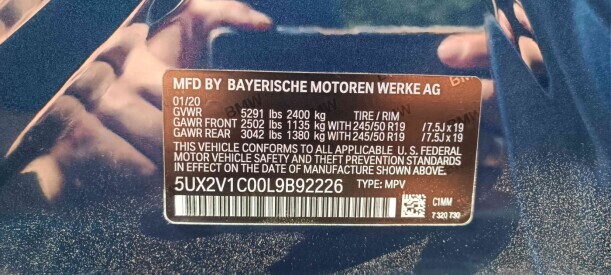 MFD BY BAYERISCHE MOTOREN WERKE AG
01/20
GVWR 5291 lbs 2400 kg TIRE / RIM
GAWR FRONT 2502 lbs 1135 kg WITH 245/50 R19 /7.5J x 19
GAWR REAR 3042 lbs 1380 kg WITH 245/50 R19 /7.5J x 19
THIS VEHICLE CONFORMS TO ALL APPLICABLE U. S. FEDERAL
MOTOR VEHICLE SAFETY AND THEFT PREVENTION STANDARDS
IN EFFECT ON THE DATE OF MANUFACTURE SHOWN ABOVE.
5UX2V1C00L9B92226 TYPE: MPV
C1MM
7 320 730